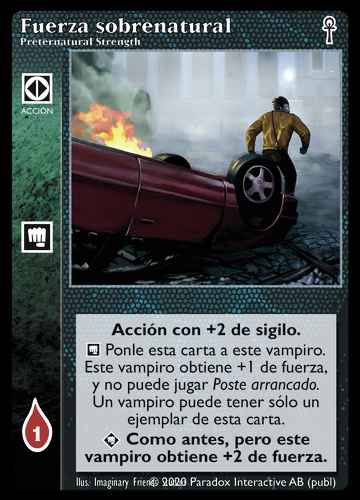 Fuerza sobrenatural
Preternatural Strength
ACCIÓN
Acción con +2 de sigilo.
Ponle esta carta a este vampiro.
Este vampiro obtiene +1 de fuerza,
y no puede jugar Poste arrancado.
Un vampiro puede tener sólo un
ejemplar de esta carta.
Como antes, pero este
vampiro obtiene +2 de fuerza.
1
Illus: Imaginary Friends © 2020 Paradox Interactive AB (publ)